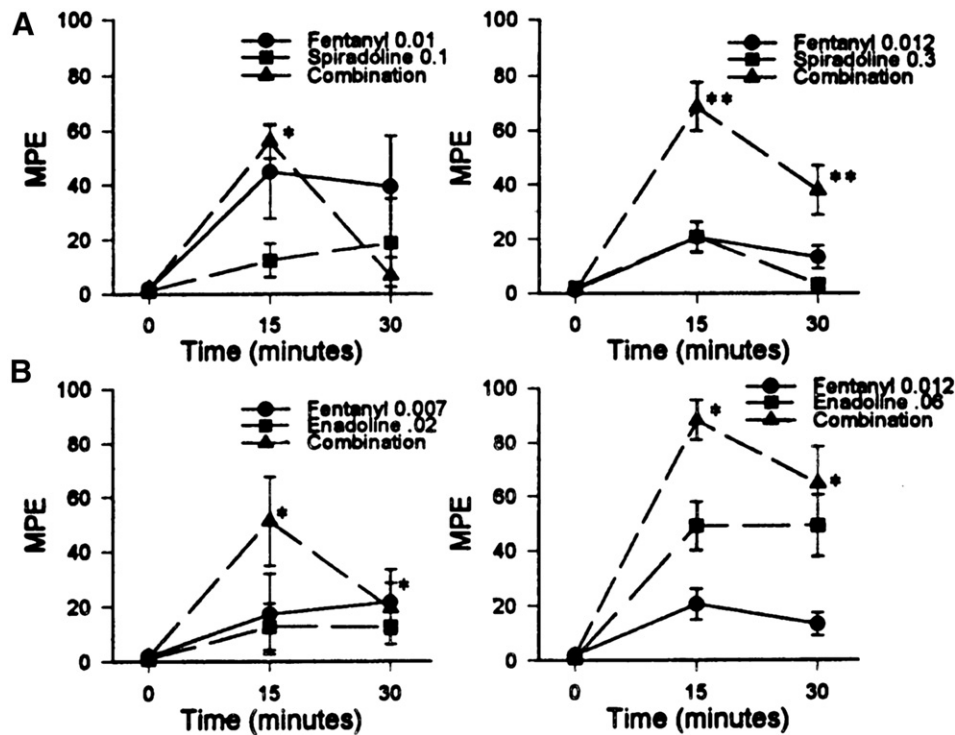 A
100
80
60
40
20
0
MPE
Fentanyl 0.01
Spiradoline 0.1
Combination
*
0 15 30
Time (minutes)
100
80
60
40
20
0
MPE
Fentanyl 0.012
Spiradoline 0.3
Combination
**
**
0 15 30
Time (minutes)
B
100
80
60
40
20
0
MPE
Fentanyl 0.007
Enadoline .02
Combination
*
*
0 15 30
Time (minutes)
100
80
60
40
20
0
MPE
Fentanyl 0.012
Enadoline .06
Combination
*
*
0 15 30
Time (minutes)